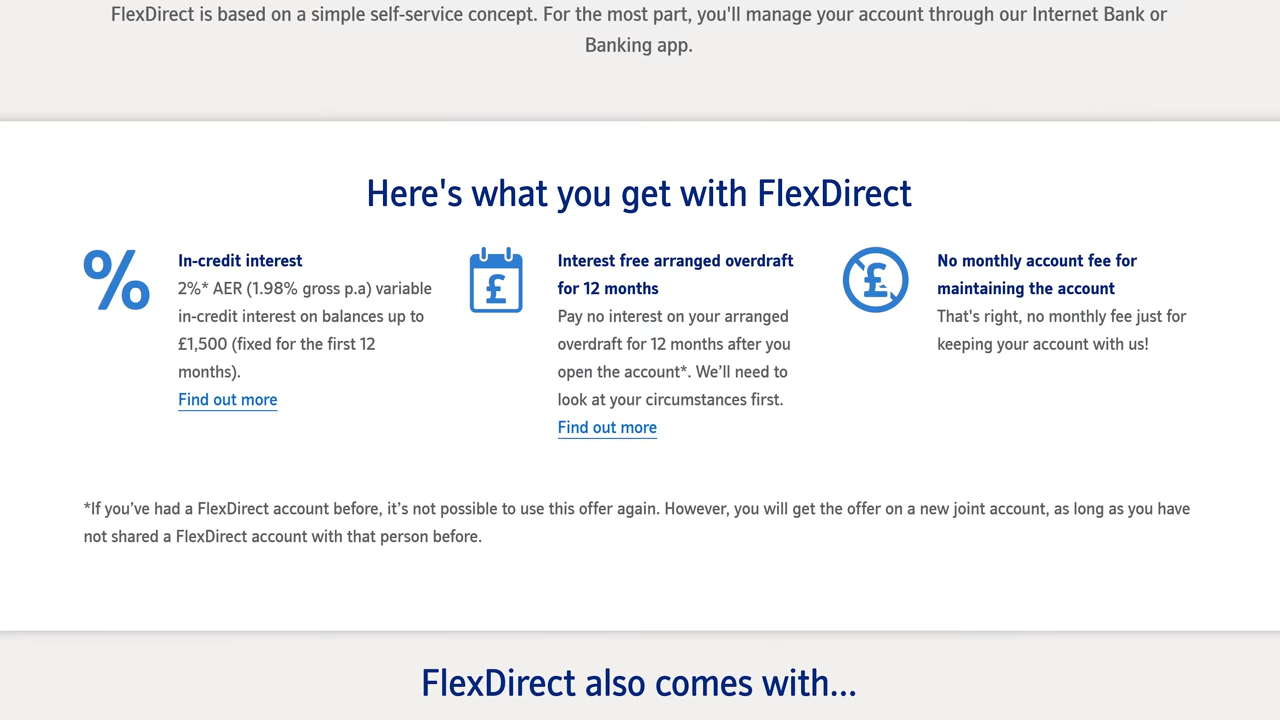 FlexDirect is based on a simple self-service concept. For the most part, you'll manage your account through our Internet Bank or
Banking app.
Here's what you get with FlexDirect
%
In-credit interest
2%* AER (1.98% gross p.a) variable
in-credit interest on balances up to
£1,500 (fixed for the first 12
months).
Find out more
£
Interest free arranged overdraft
for 12 months
Pay no interest on your arranged
overdraft for 12 months after you
open the account*. We’ll need to
look at your circumstances first.
Find out more
£
No monthly account fee for
maintaining the account
That's right, no monthly fee just for
keeping your account with us!
*If you’ve had a FlexDirect account before, it’s not possible to use this offer again. However, you will get the offer on a new joint account, as long as you have
not shared a FlexDirect account with that person before.
FlexDirect also comes with...